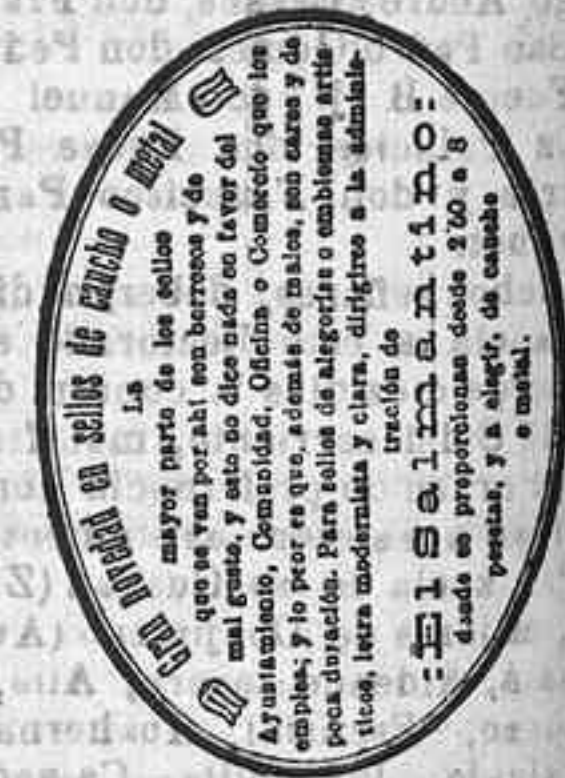 Gran novedad en sellos de caucho o metal
La
mayor parte de los sellos
que se ven por ahí son borrosos y de
mal gusto, y esto no dice nada en favor del
Ayuntamiento, Comunidad, Oficina o Comercio que los
emplea; y lo peor es que, además de malos, son caros y de
poca duración. Para sellos de alegorías o emblemas artís-
ticos, letra modernista y clara, dirigirse a la adminis-
tración de
:El Salmantino:
donde se proporcionan desde 2'50 a 8
pesetas, y a elegir, de caucho
o metal.